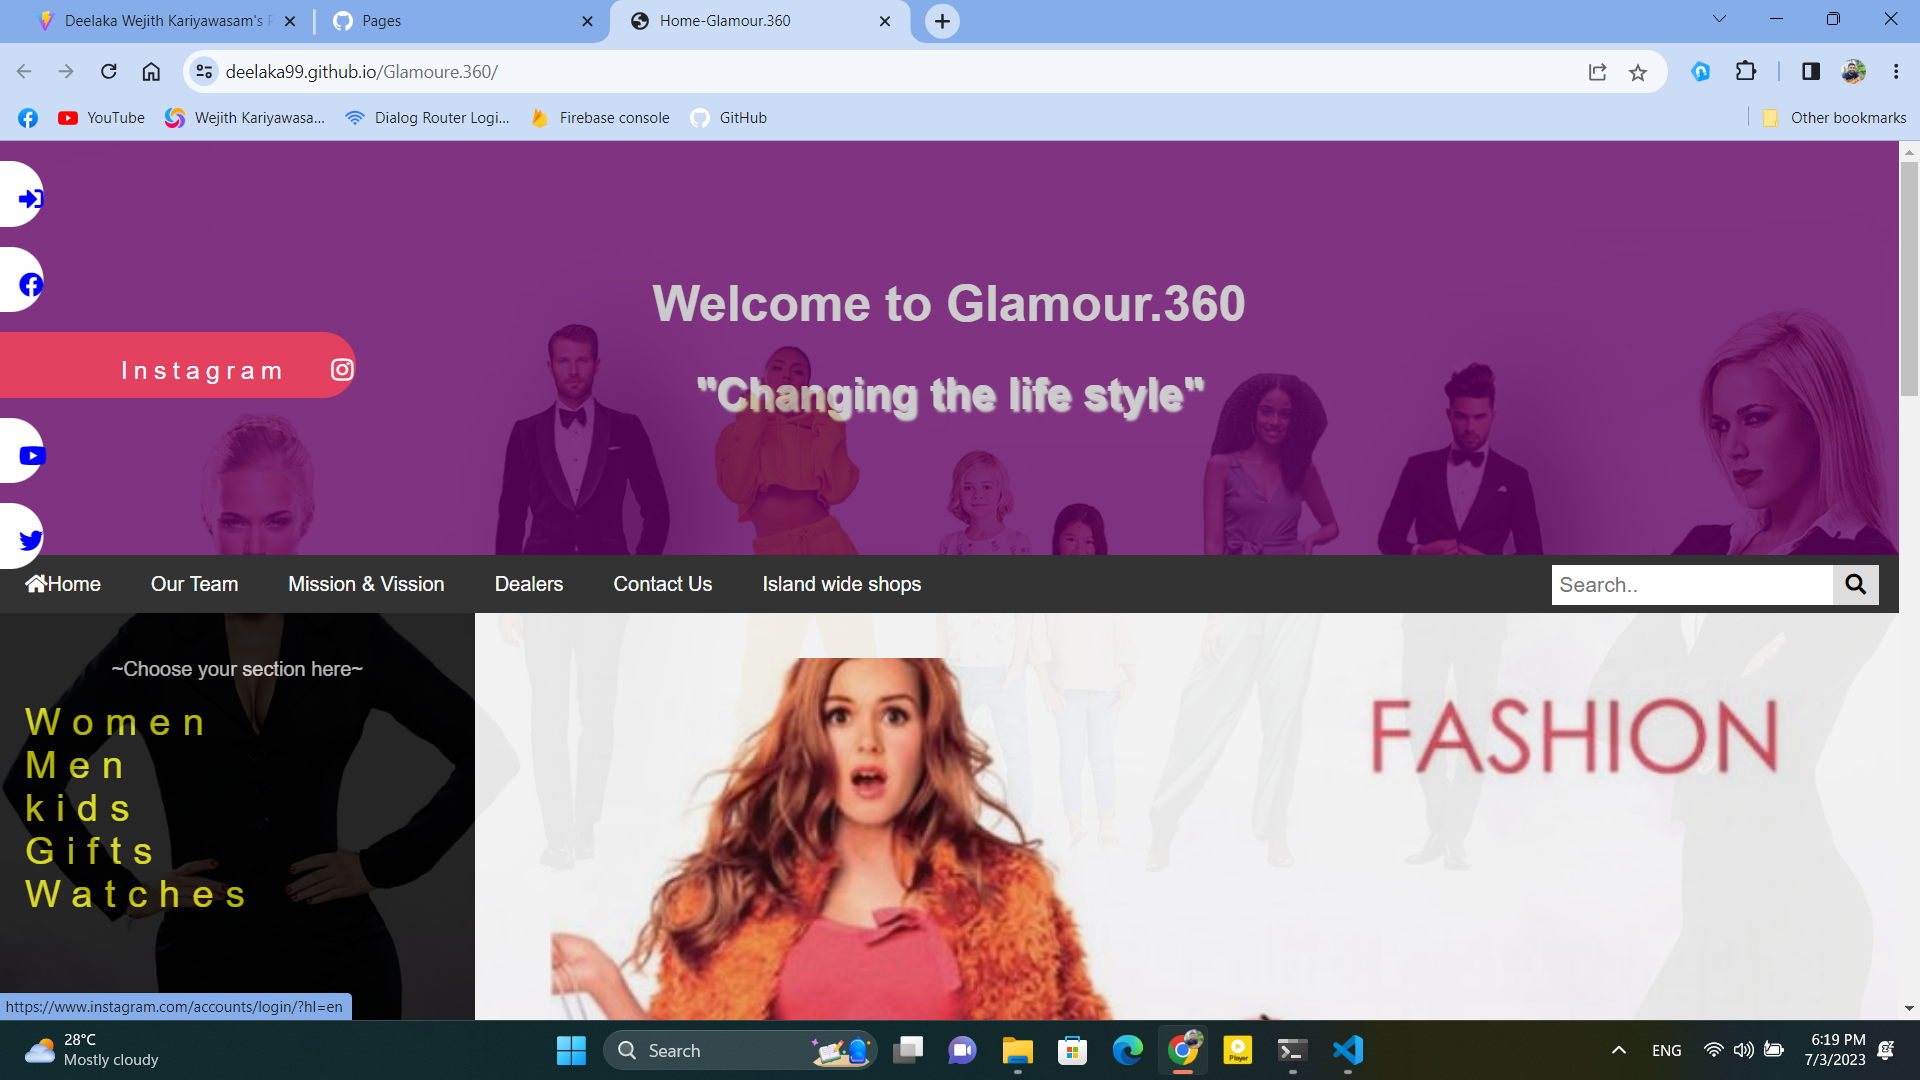 Deelaka Wejith Kariyawasam's
Pages
Home-Glamour.360
deelaka99.github.io/Glamoure.360/
YouTube
Wejith Kariyawasa...
Dialog Router Logi...
Firebase console
GitHub
Other bookmarks
Welcome to Glamour.360
"Changing the life style"
Instagram
Home
Our Team
Mission & Vission
Dealers
Contact Us
Island wide shops
Search..
~Choose your section here~
Women
Men
kids
Gifts
Watches
FASHION
https://www.instagram.com/accounts/login/?hl=en
28°C
Mostly cloudy
Search
Player
ENG
6:19 PM
7/3/2023